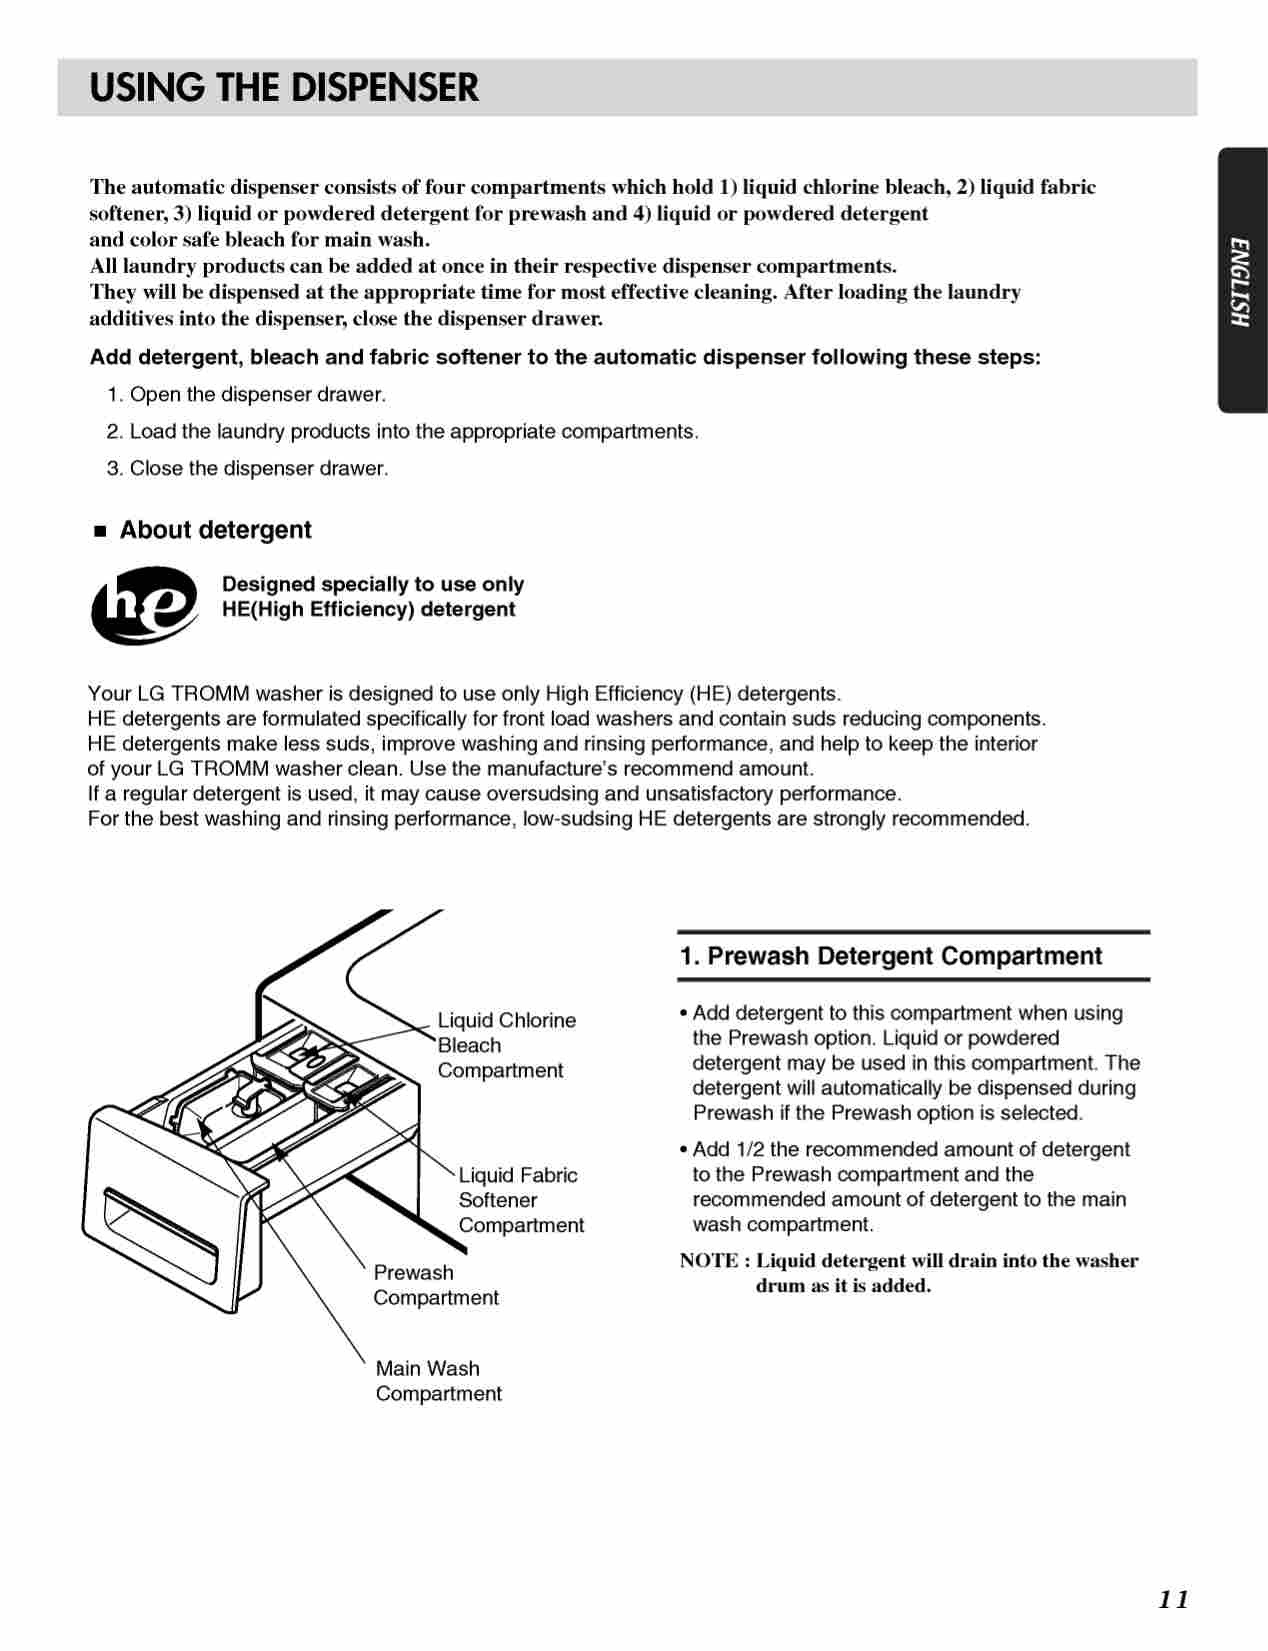 USING THE DISPENSER
The automatic dispenser consists of four compartments which hold 1) liquid chlorine bleach, 2) liquid fabric
softener, 3) liquid or powdered detergent for prewash and 4) liquid or powdered detergent
and color safe bleach for main wash.
All laundry products can be added at once in their respective dispenser compartments.
They will be dispensed at the appropriate time for most effective cleaning. After loading the laundry
additives into the dispenser, close the dispenser drawer.
Add detergent, bleach and fabric softener to the automatic dispenser following these steps:
1. Open the dispenser drawer.
2. Load the laundry products into the appropriate compartments.
3. Close the dispenser drawer.
ENGLISH
■ About detergent
he
Designed specially to use only
HE(High Efficiency) detergent
Your LG TROMM washer is designed to use only High Efficiency (HE) detergents.
HE detergents are formulated specifically for front load washers and contain suds reducing components.
HE detergents make less suds, improve washing and rinsing performance, and help to keep the interior
of your LG TROMM washer clean. Use the manufacture's recommend amount.
If a regular detergent is used, it may cause oversudsing and unsatisfactory performance.
For the best washing and rinsing performance, low-sudsing HE detergents are strongly recommended.
Liquid Chlorine
Bleach
Compartment
Liquid Fabric
Softener
Compartment
Prewash
Compartment
Main Wash
Compartment
1. Prewash Detergent Compartment
• Add detergent to this compartment when using
the Prewash option. Liquid or powdered
detergent may be used in this compartment. The
detergent will automatically be dispensed during
Prewash if the Prewash option is selected.
• Add 1/2 the recommended amount of detergent
to the Prewash compartment and the
recommended amount of detergent to the main
wash compartment.
NOTE : Liquid detergent will drain into the washer
drum as it is added.
11